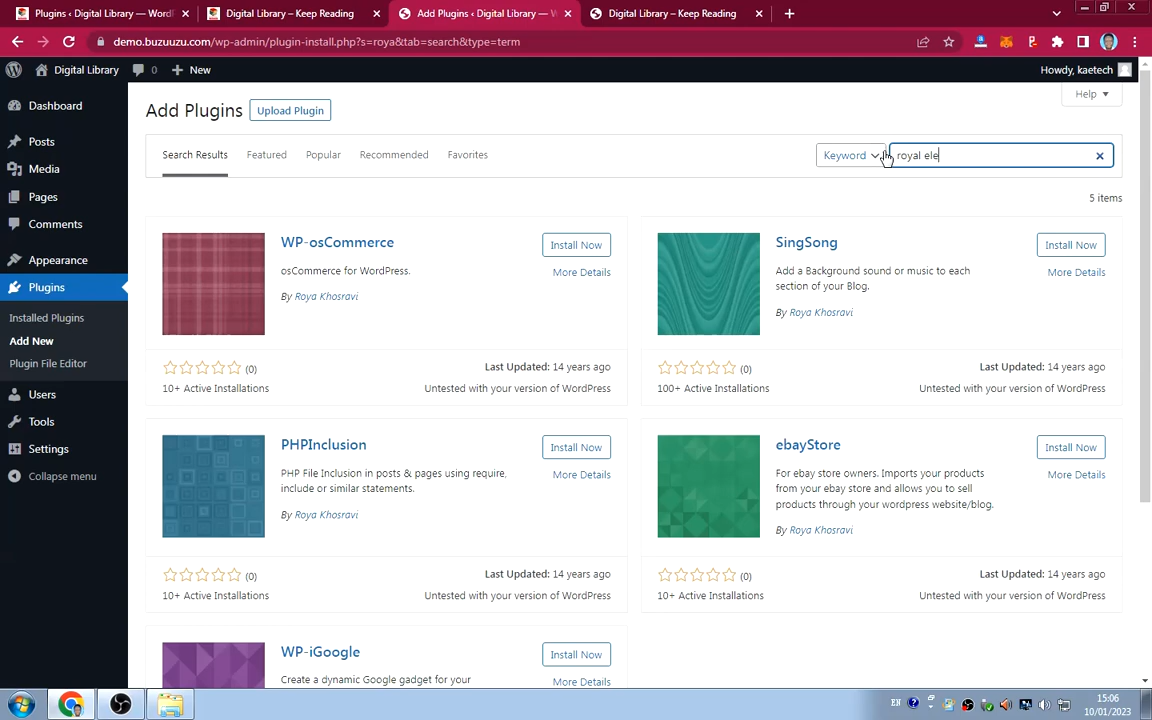 Plugins ‹ Digital Library — WordP
Digital Library – Keep Reading
Add Plugins ‹ Digital Library — W
Digital Library – Keep Reading
demo.buzuuzu.com/wp-admin/plugin-install.php?s=roya&tab=search&type=term
Digital Library
0
New
Howdy, kaetech
Dashboard
Posts
Media
Pages
Comments
Appearance
Plugins
Installed Plugins
Add New
Plugin File Editor
Users
Tools
Settings
Collapse menu
Add Plugins
Upload Plugin
Help
Search Results
Featured
Popular
Recommended
Favorites
Keyword
royal ele
5 items
WP-osCommerce
Install Now
More Details
osCommerce for WordPress.
By Roya Khosravi
(0)
10+ Active Installations
Last Updated: 14 years ago
Untested with your version of WordPress
SingSong
Install Now
More Details
Add a Background sound or music to each
section of your Blog.
By Roya Khosravi
(0)
100+ Active Installations
Last Updated: 14 years ago
Untested with your version of WordPress
PHPInclusion
Install Now
More Details
PHP File Inclusion in posts & pages using require,
include or similar statements.
By Roya Khosravi
(0)
10+ Active Installations
Last Updated: 14 years ago
Untested with your version of WordPress
ebayStore
Install Now
More Details
For ebay store owners. Imports your products
from your ebay store and allows you to sell
products through your wordpress website/blog.
By Roya Khosravi
(0)
10+ Active Installations
Last Updated: 14 years ago
Untested with your version of WordPress
WP-iGoogle
Install Now
More Details
Create a dynamic Google gadget for your
EN
15:06
10/01/2023